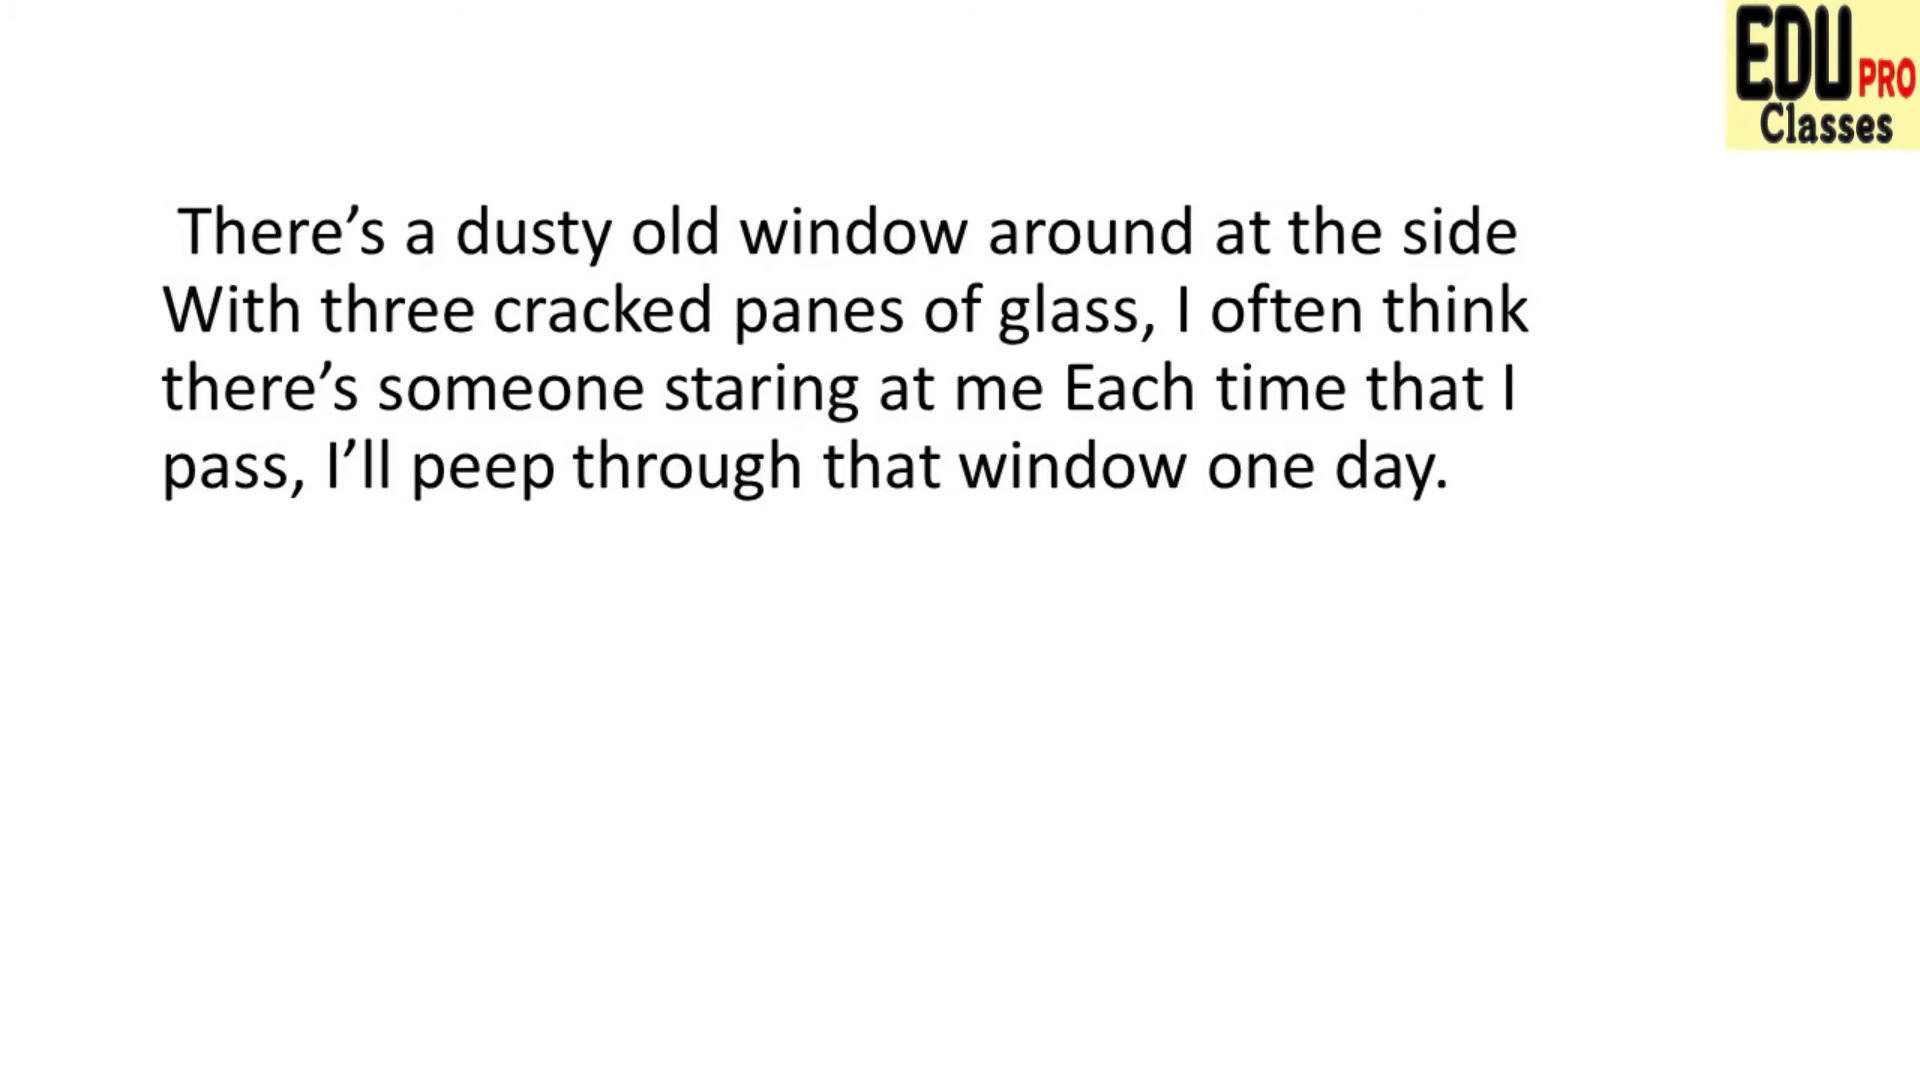 EDU PRO
Classes
There’s a dusty old window around at the side
With three cracked panes of glass, I often think
there’s someone staring at me Each time that I
pass, I’ll peep through that window one day.